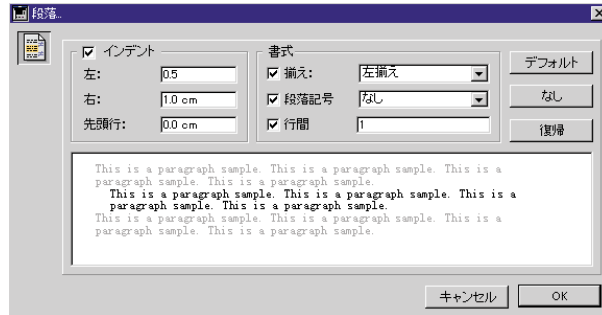 段落...
インデント
左: 0.5
右: 1.0 cm
先頭行: 0.0 cm
書式
揃え: 左揃え
段落記号 なし
行間 1
デフォルト
なし
復帰
This is a paragraph sample. This is a paragraph sample. This is a
paragraph sample. This is a paragraph sample.
This is a paragraph sample. This is a paragraph sample. This is a
paragraph sample. This is a paragraph sample.
This is a paragraph sample. This is a paragraph sample. This is a
paragraph sample. This is a paragraph sample.
キャンセル
OK